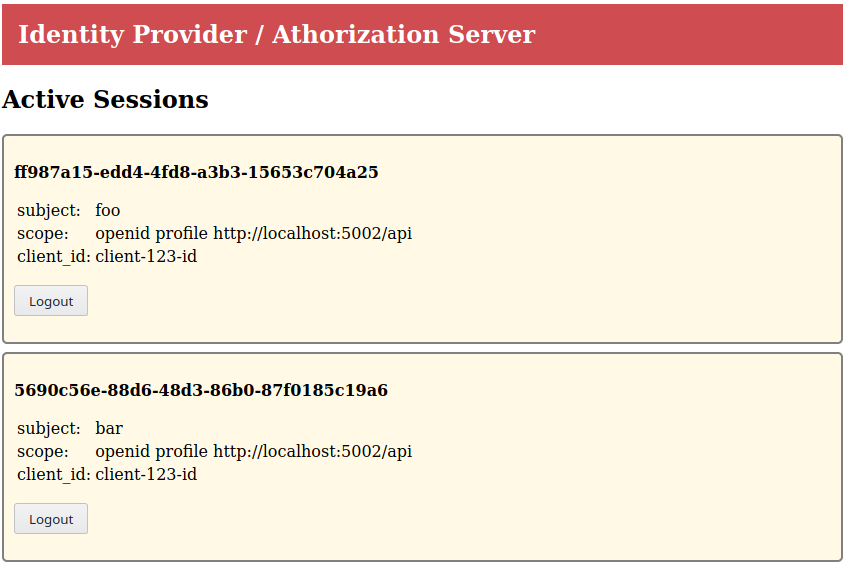 Identity Provider / Athorization Server
Active Sessions
ff987a15-edd4-4fd8-a3b3-15653c704a25
subject: foo
scope: openid profile http://localhost:5002/api
client_id: client-123-id
Logout
5690c56e-88d6-48d3-86b0-87f0185c19a6
subject: bar
scope: openid profile http://localhost:5002/api
client_id: client-123-id
Logout